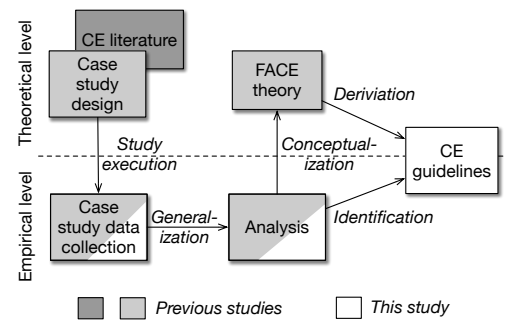 Theoretical level
CE literature
Case
study
design
FACE
theory
Derivation
Study
execution
Conceptual-
ization
CE
guidelines
Empirical level
Case
study data
collection
General-
ization
Analysis
Identification
Previous studies
This study